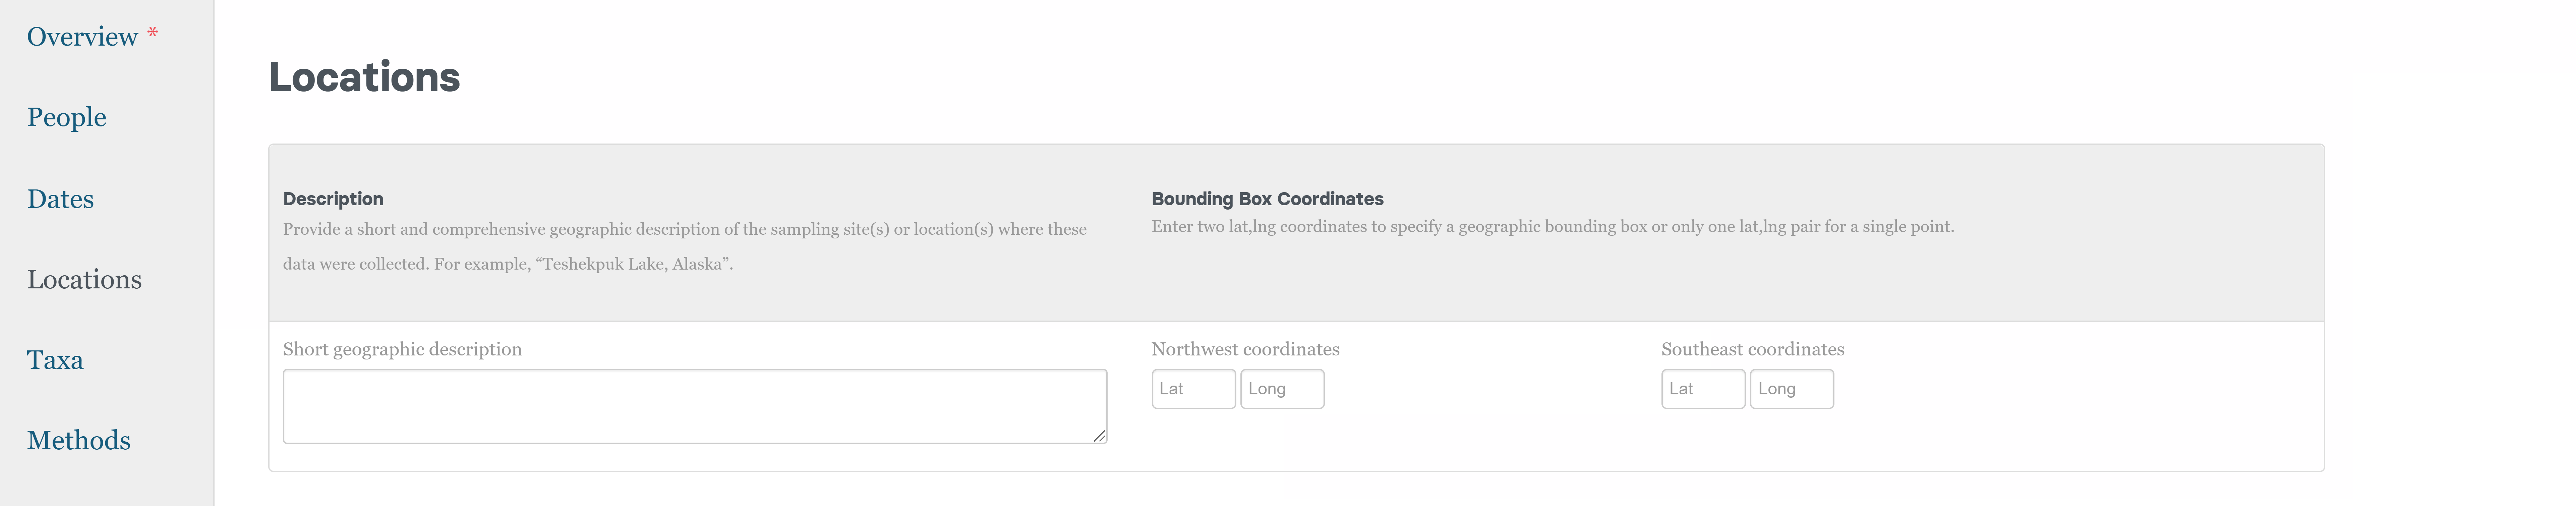 Overview *
People
Dates
Locations
Taxa
Methods
Locations
Description
Provide a short and comprehensive geographic description of the sampling site(s) or location(s) where these
data were collected. For example, “Teshekpuk Lake, Alaska”.
Bounding Box Coordinates
Enter two lat,lng coordinates to specify a geographic bounding box or only one lat,lng pair for a single point.
Short geographic description
Northwest coordinates
Lat Long
Southeast coordinates
Lat Long